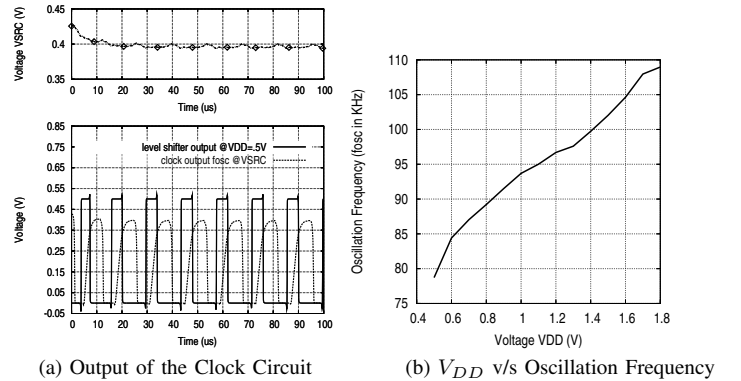 0.45
0.4
0.35
Voltage VSRC (V)
0 10 20 30 40 50 60 70 80 90 100
Time (us)
0.85
0.75
0.65
0.55
0.45
0.35
0.25
0.15
0.05
-0.05
Voltage (V)
level shifter output @VDD=.5V
clock output fosc @VSRC
0 10 20 30 40 50 60 70 80 90 100
Time (us)
(a) Output of the Clock Circuit
110
105
100
95
90
85
80
75
Oscillation Frequency (fosc in KHz)
0.4 0.6 0.8 1 1.2 1.4 1.6 1.8
Voltage VDD (V)
(b) V_DD v/s Oscillation Frequency